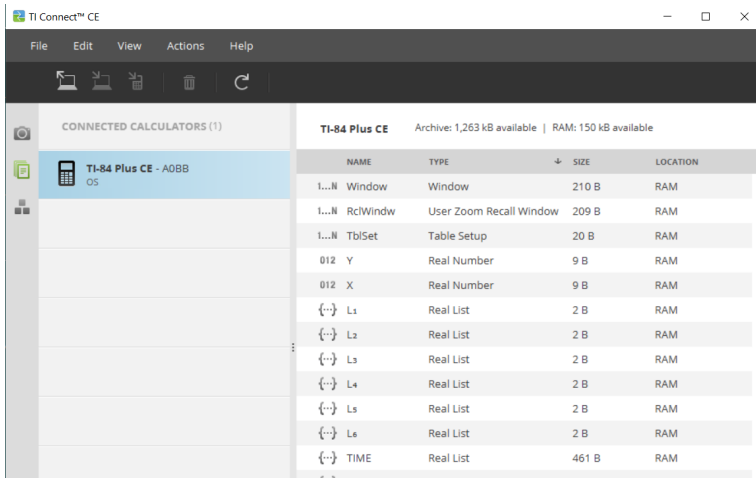 TI Connect™ CE
File Edit View Actions Help
CONNECTED CALCULATORS (1)
TI-84 Plus CE - A0BB
OS
TI-84 Plus CE Archive: 1,263 kB available | RAM: 150 kB available
NAME TYPE SIZE LOCATION
1...N Window Window 210 B RAM
1...N RclWindw User Zoom Recall Window 209 B RAM
1...N TblSet Table Setup 20 B RAM
012 Y Real Number 9 B RAM
012 X Real Number 9 B RAM
{...} L₁ Real List 2 B RAM
{...} L₂ Real List 2 B RAM
{...} L₃ Real List 2 B RAM
{...} L₄ Real List 2 B RAM
{...} L₅ Real List 2 B RAM
{...} L₆ Real List 2 B RAM
{...} TIME Real List 461 B RAM